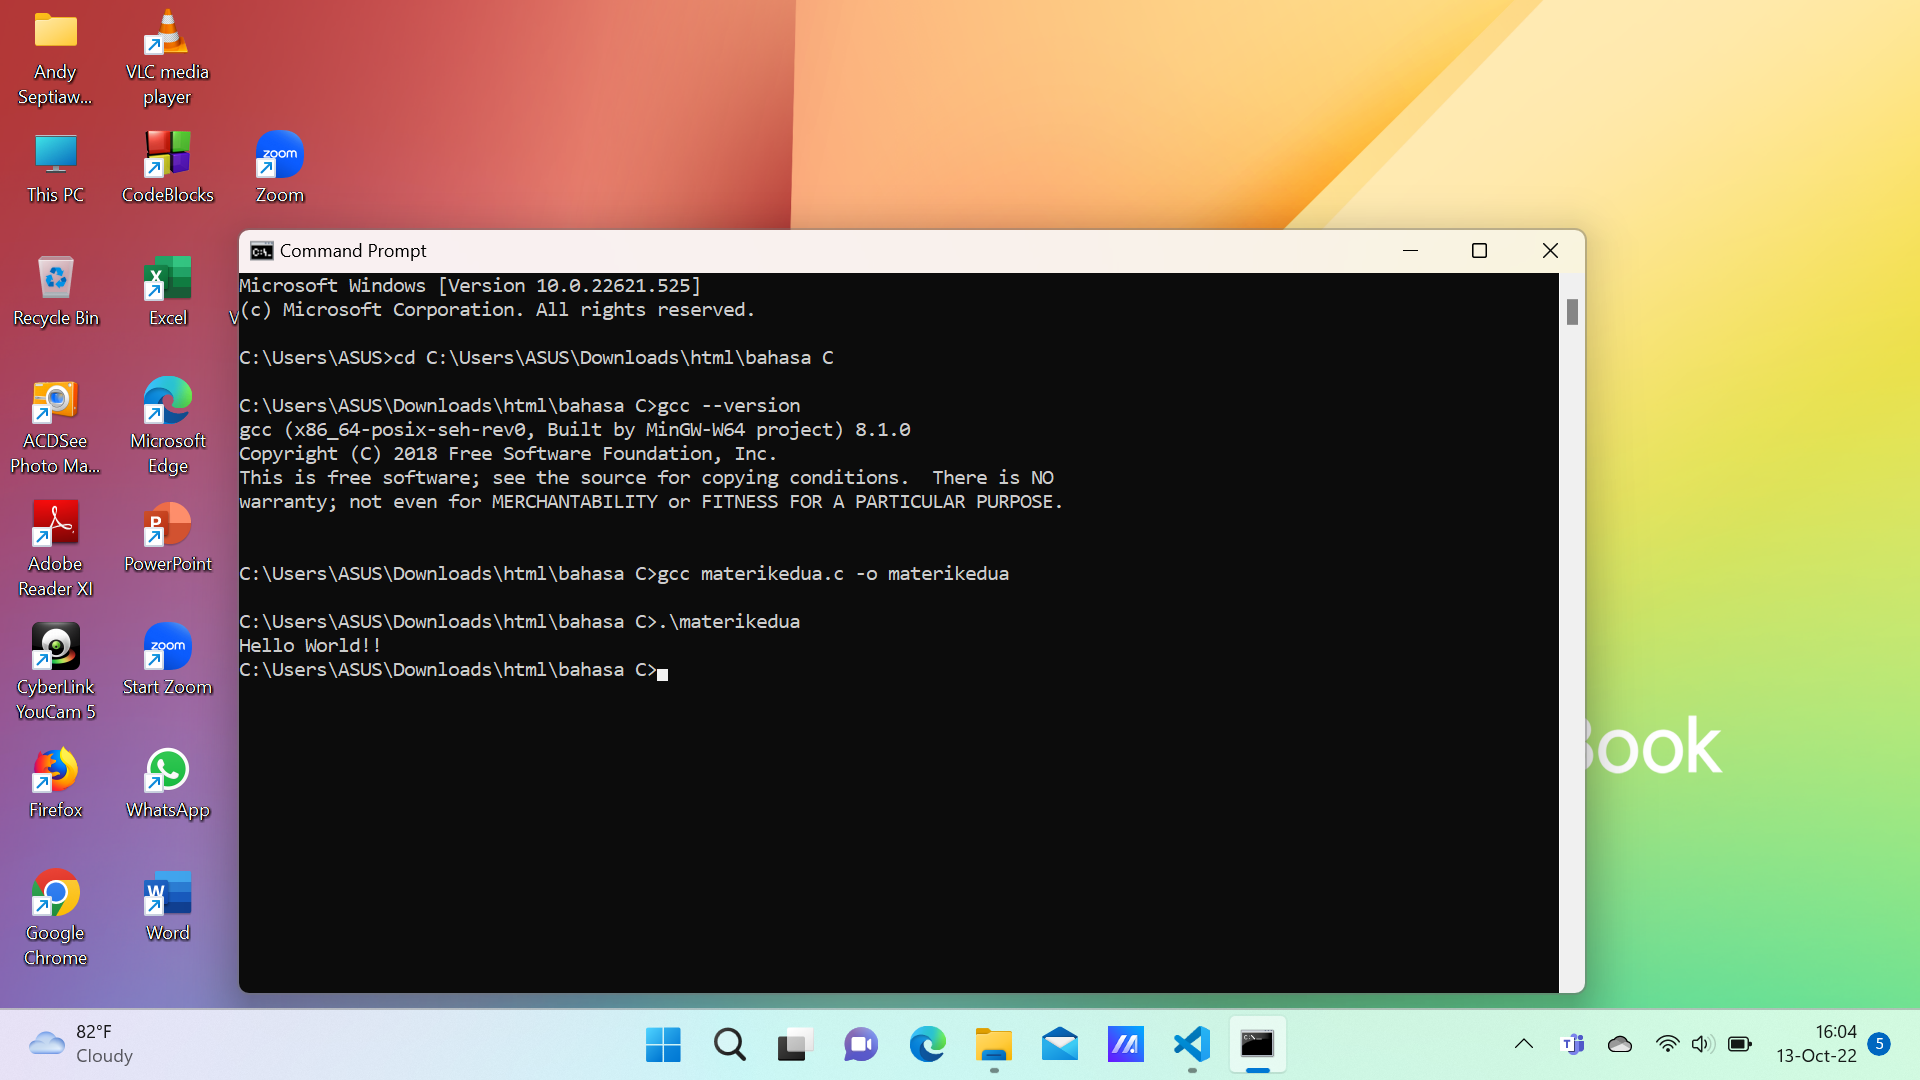 Andy
Septiaw...
VLC media
player
This PC
CodeBlocks
zoom
Zoom
Recycle Bin
Excel
V
ACDSee
Photo Ma...
Microsoft
Edge
Adobe
Reader XI
PowerPoint
CyberLink
YouCam 5
zoom
Start Zoom
Firefox
WhatsApp
Google
Chrome
Word
Command Prompt
Microsoft Windows [Version 10.0.22621.525]
(c) Microsoft Corporation. All rights reserved.
C:\Users\ASUS>cd C:\Users\ASUS\Downloads\html\bahasa C
C:\Users\ASUS\Downloads\html\bahasa C>gcc --version
gcc (x86_64-posix-seh-rev0, Built by MinGW-W64 project) 8.1.0
Copyright (C) 2018 Free Software Foundation, Inc.
This is free software; see the source for copying conditions.  There is NO
warranty; not even for MERCHANTABILITY or FITNESS FOR A PARTICULAR PURPOSE.
C:\Users\ASUS\Downloads\html\bahasa C>gcc materikedua.c -o materikedua
C:\Users\ASUS\Downloads\html\bahasa C>.\materikedua
Hello World!!
C:\Users\ASUS\Downloads\html\bahasa C>
Book
82°F
Cloudy
16:04
13-Oct-22
5